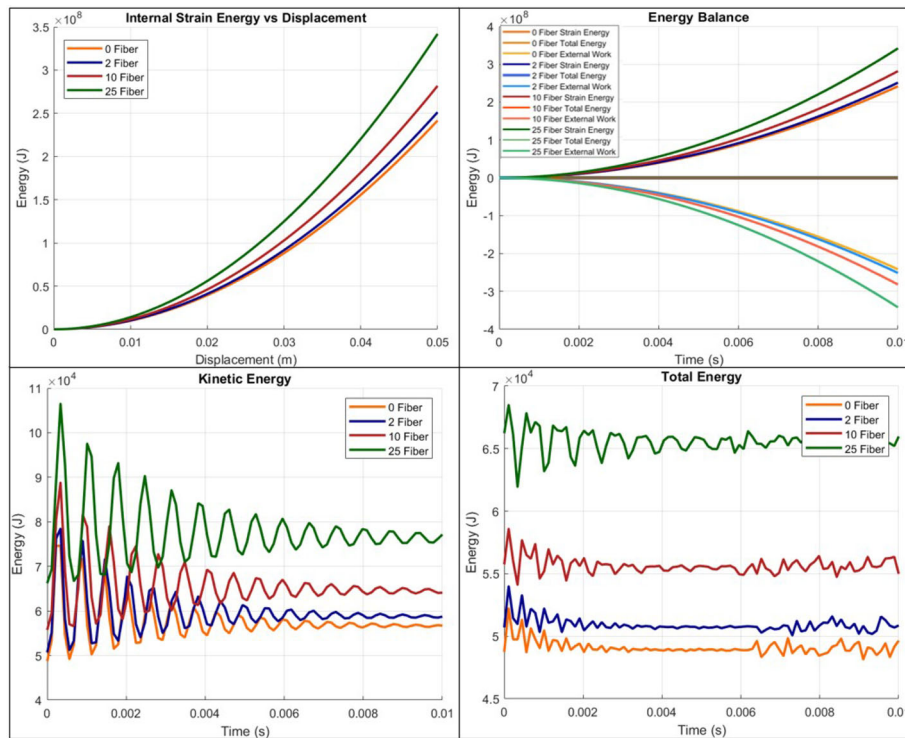 Internal Strain Energy vs Displacement
×10⁸
3.5
3
2.5
2
1.5
1
0.5
0
Energy (J)
0 Fiber
2 Fiber
10 Fiber
25 Fiber
0 0.01 0.02 0.03 0.04 0.05
Displacement (m)
Energy Balance
×10⁸
4
3
2
1
0
-1
-2
-3
-4
Energy (J)
0 Fiber Strain Energy
0 Fiber Total Energy
0 Fiber External Work
2 Fiber Strain Energy
2 Fiber Total Energy
2 Fiber External Work
10 Fiber Strain Energy
10 Fiber Total Energy
10 Fiber External Work
25 Fiber Strain Energy
25 Fiber Total Energy
25 Fiber External Work
0 0.002 0.004 0.006 0.008 0.01
Time (s)
Kinetic Energy
×10⁴
11
10
9
8
7
6
5
4
Energy (J)
0 Fiber
2 Fiber
10 Fiber
25 Fiber
0 0.002 0.004 0.006 0.008 0.01
Time (s)
Total Energy
×10⁴
7
6.5
6
5.5
5
4.5
Energy (J)
0 Fiber
2 Fiber
10 Fiber
25 Fiber
0 0.002 0.004 0.006 0.008 0.01
Time (s)